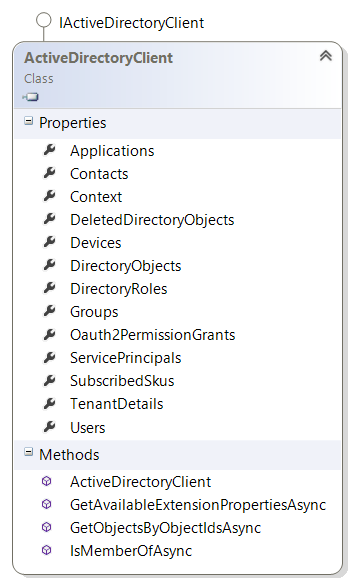 IActiveDirectoryClient
ActiveDirectoryClient
Class
Properties
Applications
Contacts
Context
DeletedDirectoryObjects
Devices
DirectoryObjects
DirectoryRoles
Groups
Oauth2PermissionGrants
ServicePrincipals
SubscribedSkus
TenantDetails
Users
Methods
ActiveDirectoryClient
GetAvailableExtensionPropertiesAsync
GetObjectsByObjectIdsAsync
IsMemberOfAsync